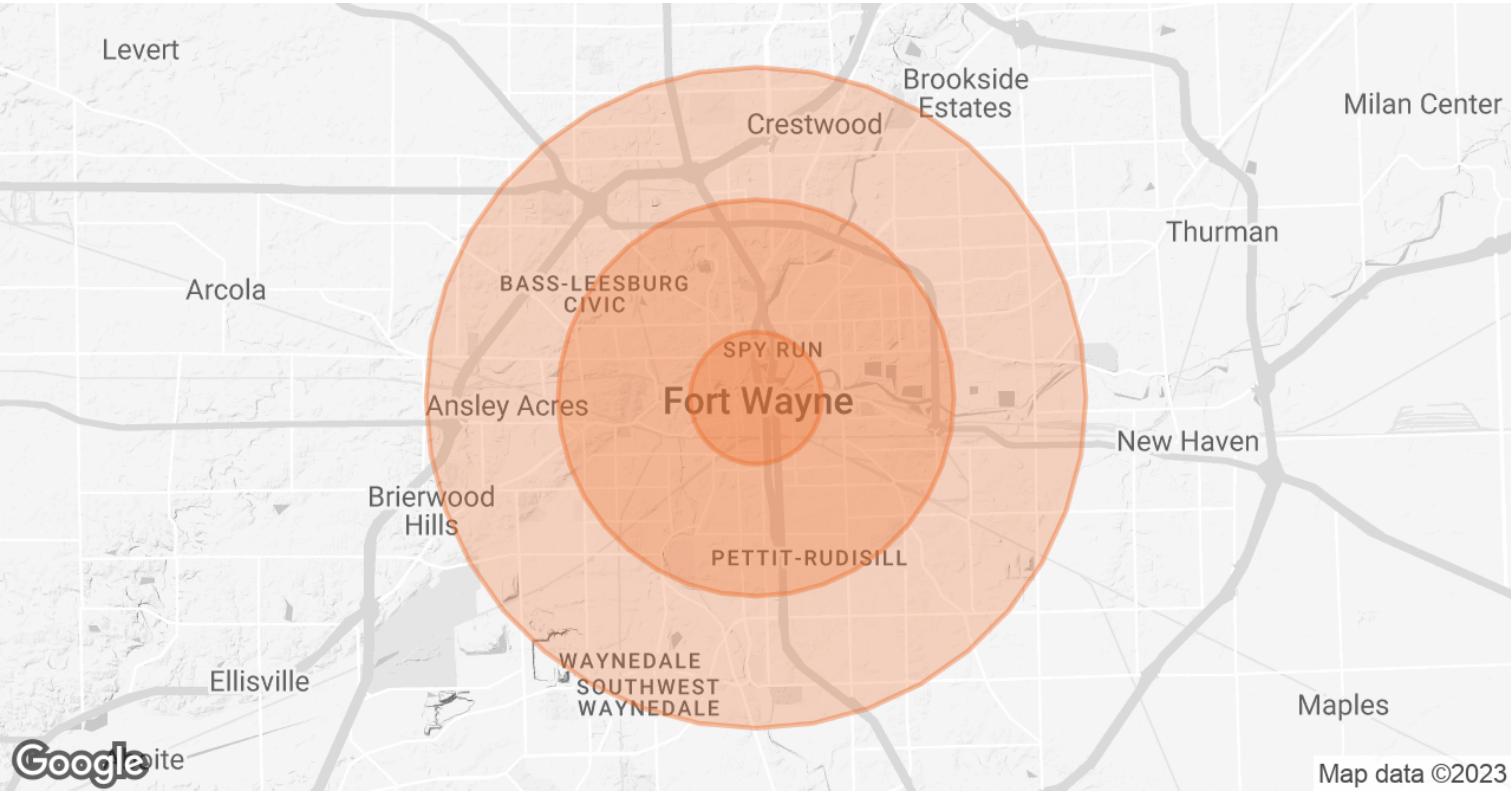 Levert
Brookside
Estates
Milan Center
Crestwood
Thurman
Arcola
BASS-LEESBURG
CIVIC
SPY RUN
Fort Wayne
Ansley Acres
New Haven
Brierwood
Hills
PETTIT-RUDISILL
WAYNEDALE
SOUTHWEST
WAYNEDALE
Ellisville
Maples
Google
Map data ©2023